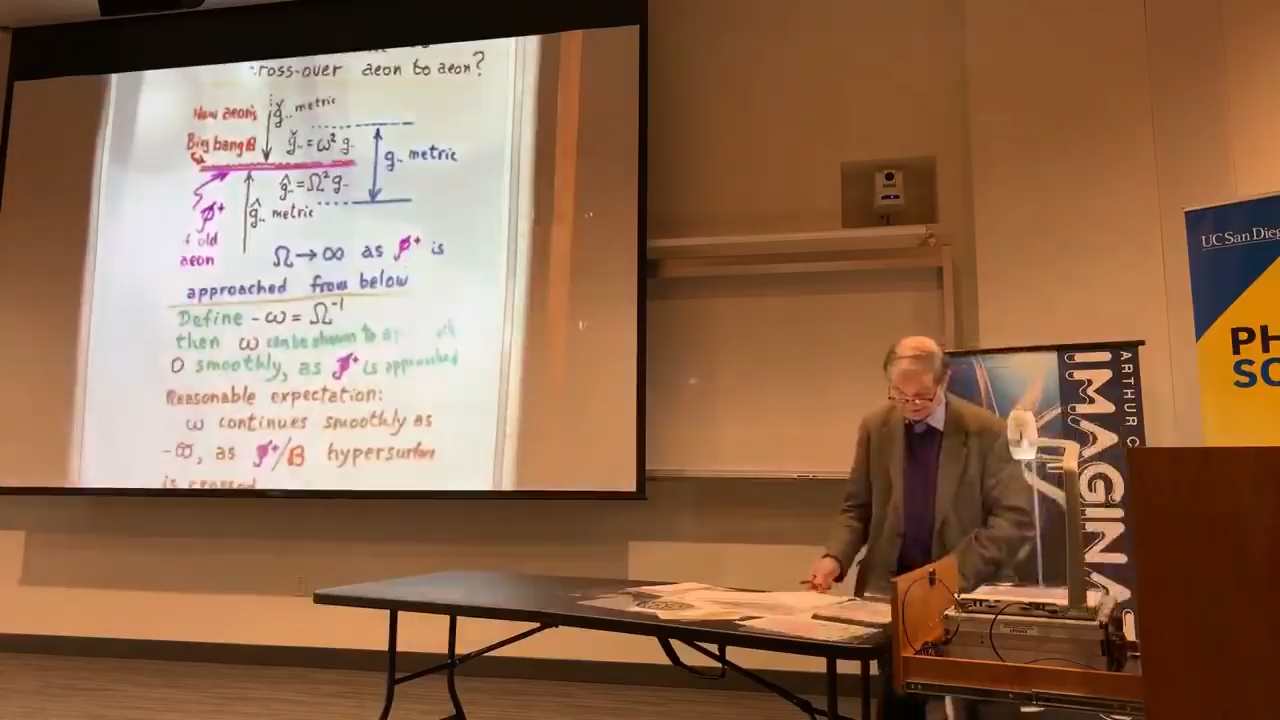 cross-over aeon to aeon?
New aeon's
Big bang B
ǧ.. metric
ǧ.. = ω² g..
g.. metric
ĝ.. = Ω² g..
ĝ.. metric
𝓘⁺
f old
aeon
Ω → ∞ as 𝓘⁺ is
approached from below
Define -ω = Ω⁻¹
then ω can be shown to
0 smoothly, as 𝓘⁺ is approached
Reasonable expectation:
ω continues smoothly as
-ϖ, as 𝓘⁺/B hypersurface
is crossed
UC San Dieg
PH
SC
ARTHUR C
IMAGINA